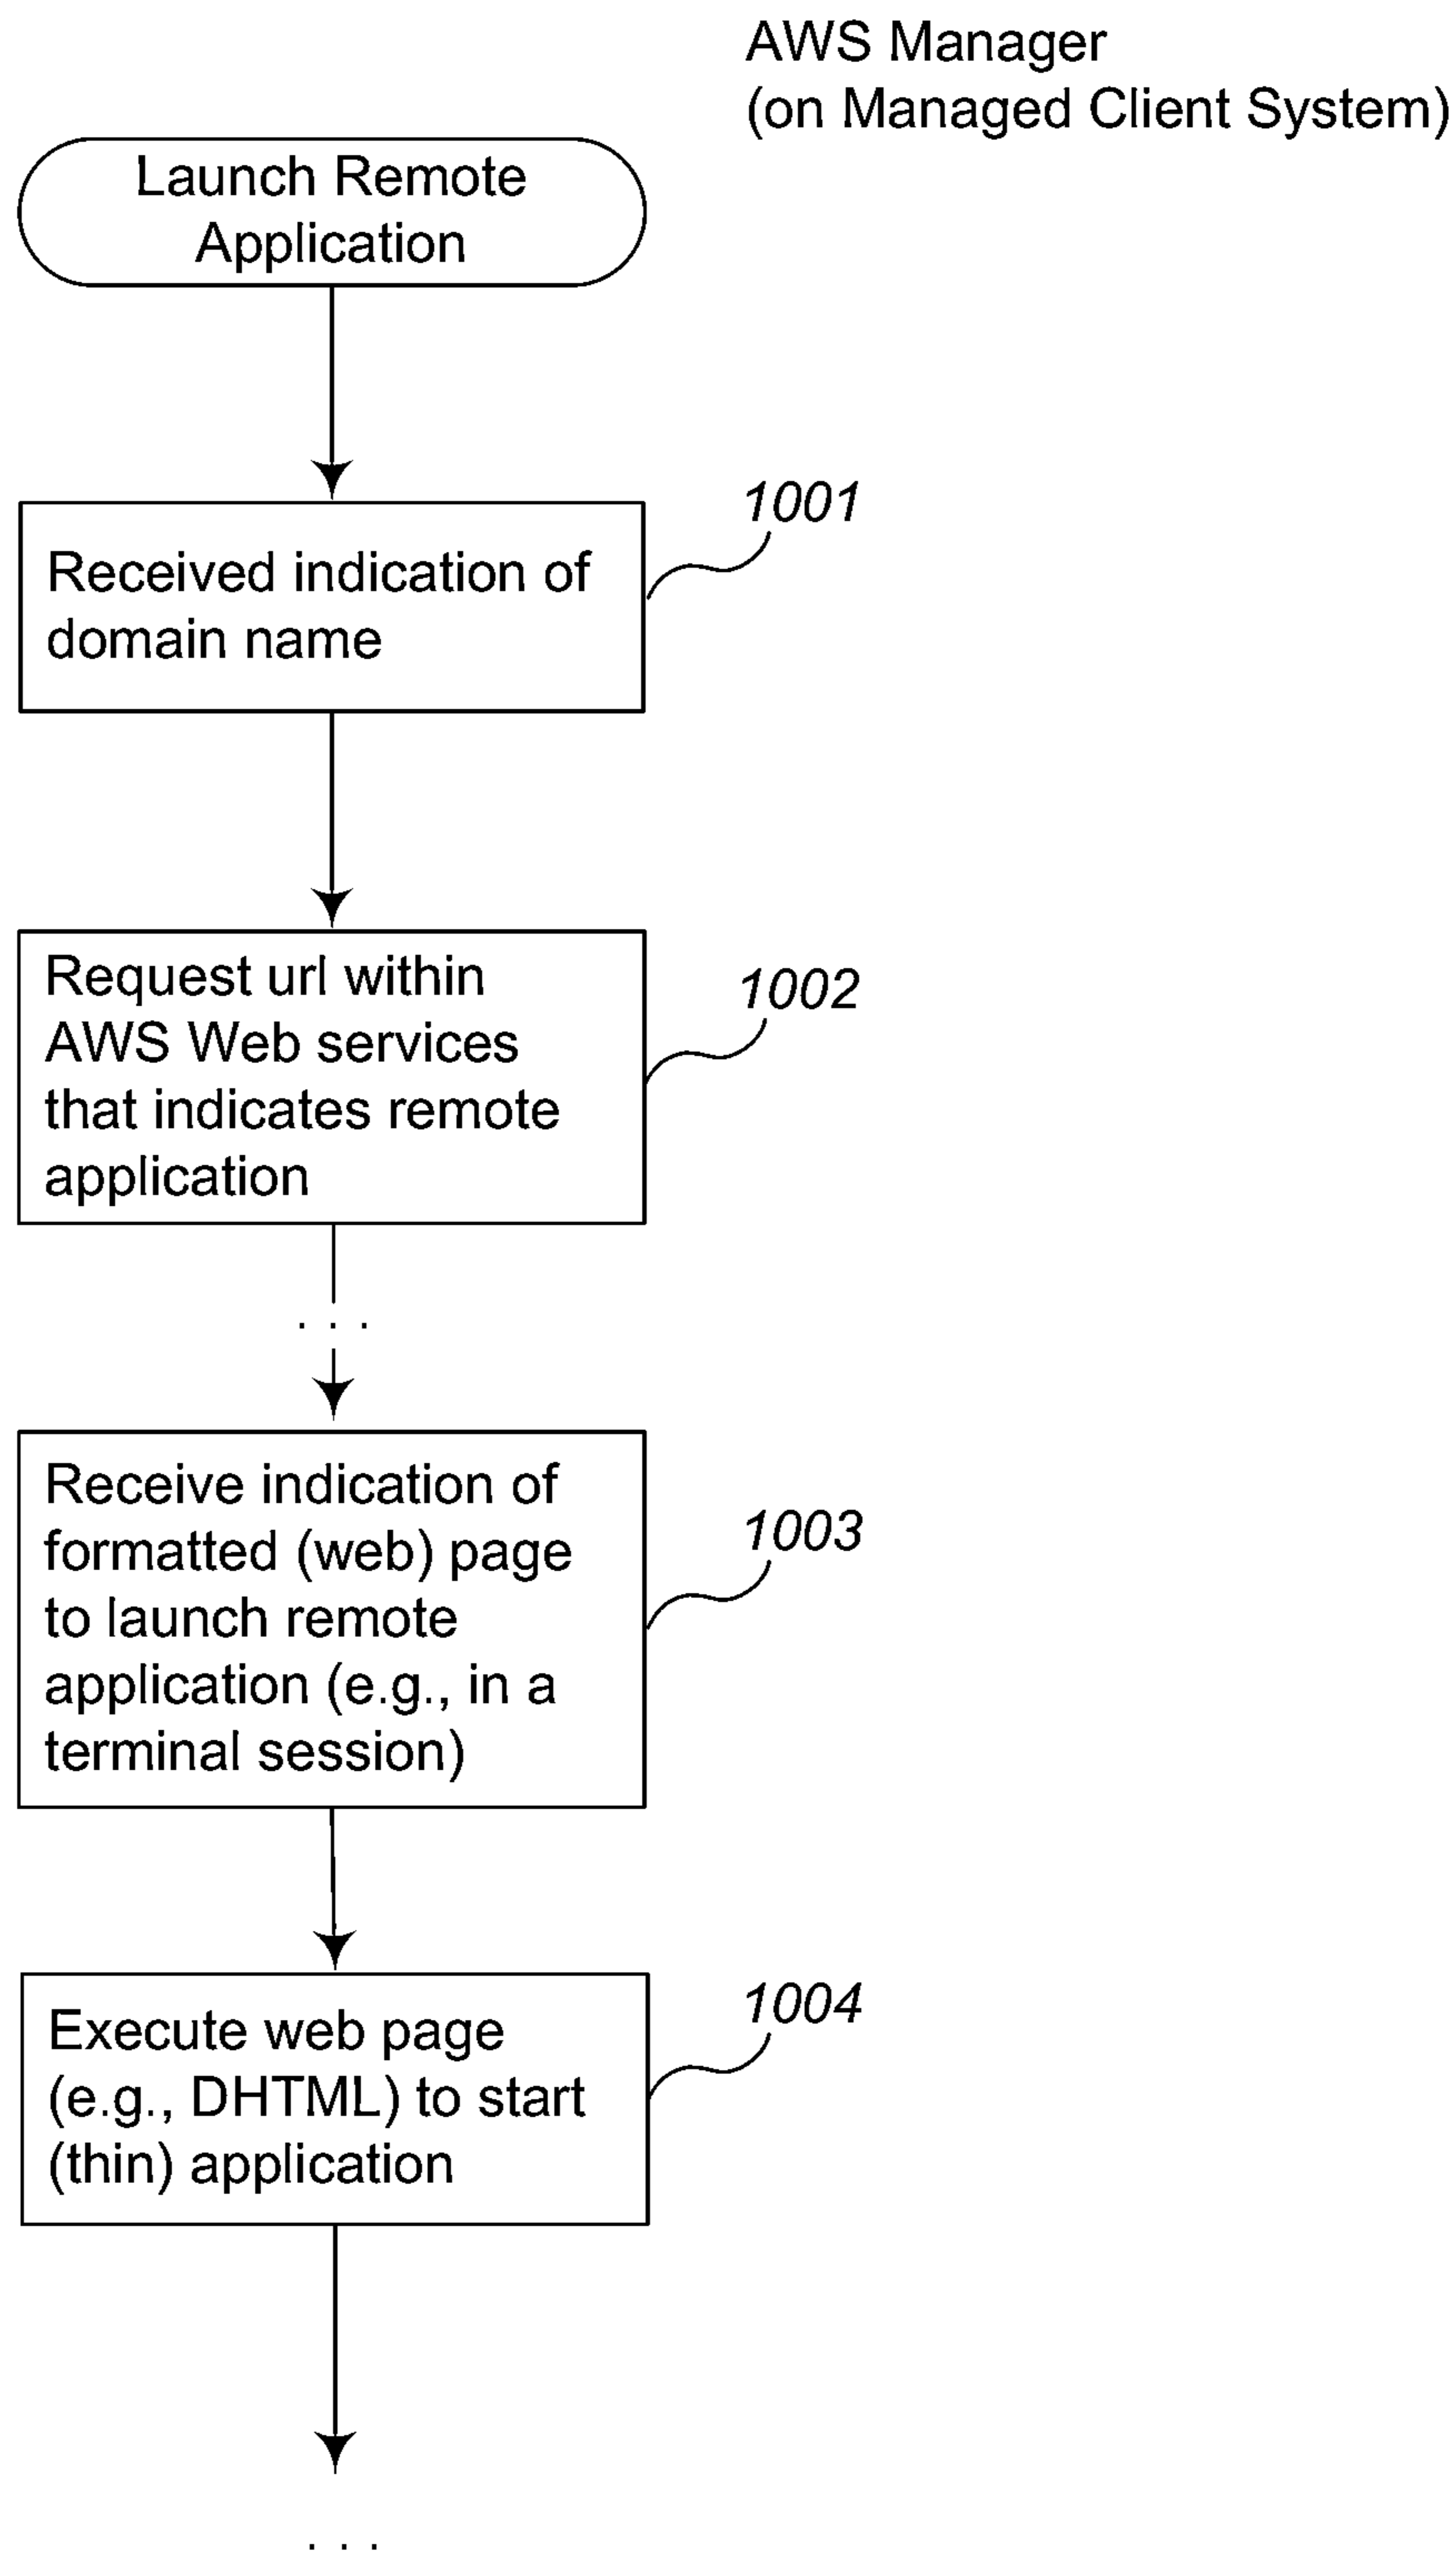 AWS Manager
(on Managed Client System)
Launch Remote
Application
1001
Received indication of
domain name
1002
Request url within
AWS Web services
that indicates remote
application
. . .
1003
Receive indication of
formatted (web) page
to launch remote
application (e.g., in a
terminal session)
1004
Execute web page
(e.g., DHTML) to start
(thin) application
. . .